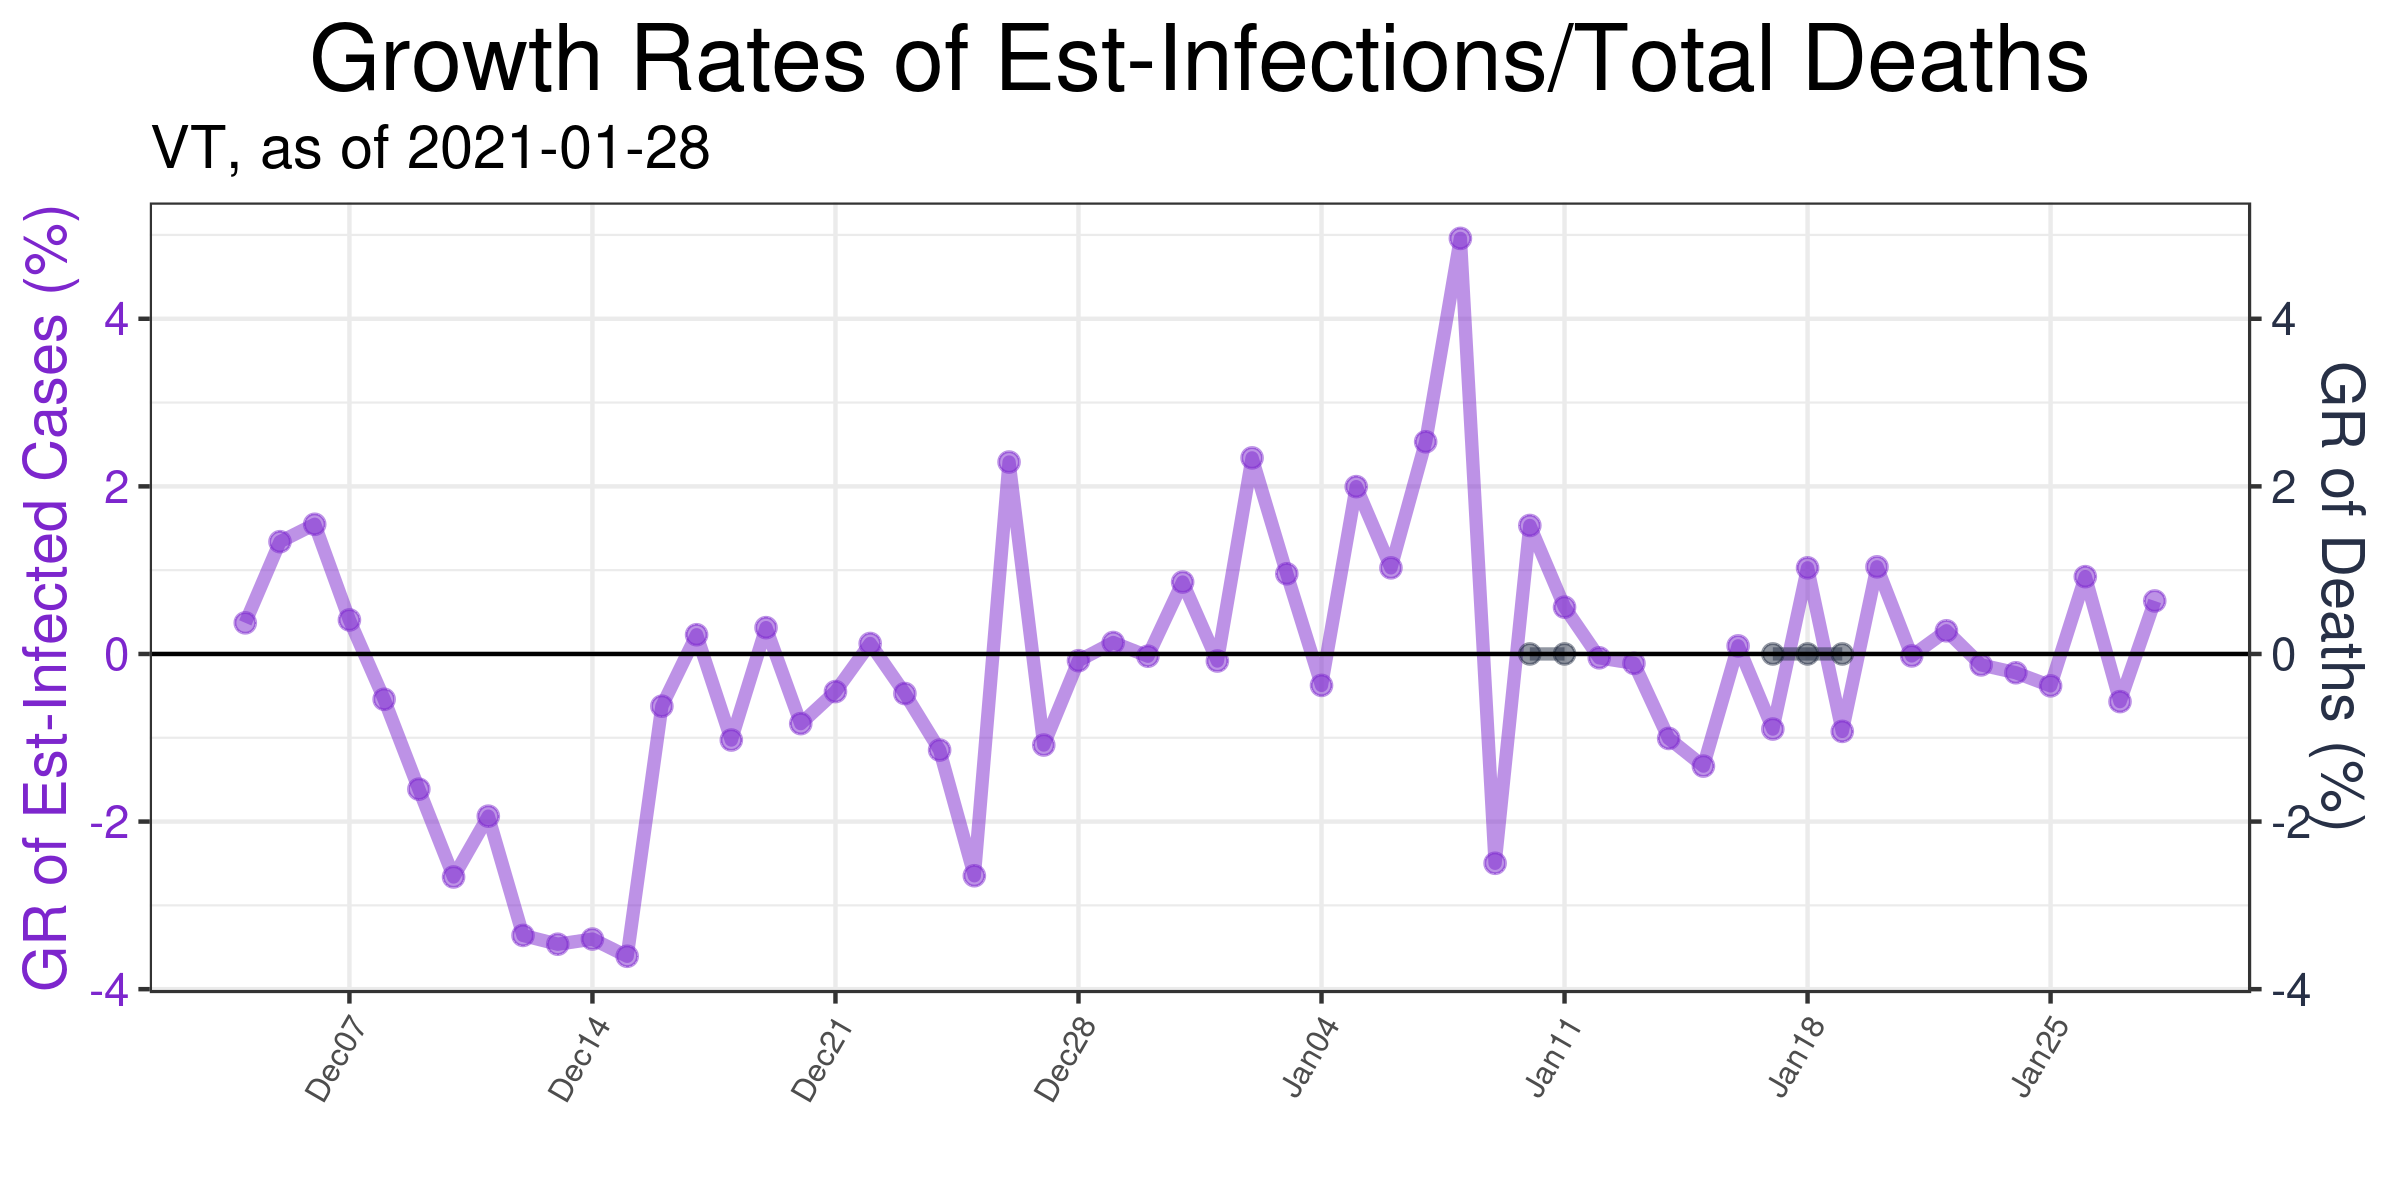 Growth Rates of Est-Infections/Total Deaths
VT, as of 2021-01-28
GR of Est-Infected Cases (%)
4
2
0
-2
-4
4
2
0
-2
-4
GR of Deaths (%)
Dec07
Dec14
Dec21
Dec28
Jan04
Jan11
Jan18
Jan25